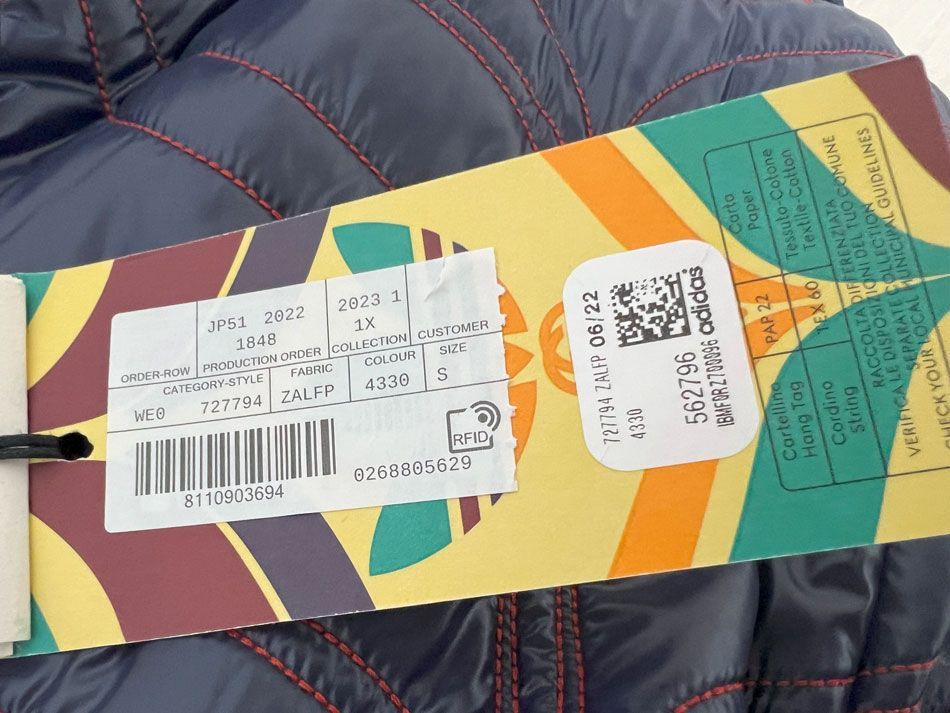 JP51 2022
1848
2023 1
1X
ORDER-ROW
PRODUCTION ORDER
COLLECTION
CUSTOMER
CATEGORY-STYLE
FABRIC
COLOUR
SIZE
WE0 727794
ZALFP
4330
S
RFID
8110903694
0268805629
727794 ZALFP 06/22
4330
adidas
562796
IBMF0RZ700096
Cartellino
Hang Tag
PAP 22
Carta
Paper
Cordino
String
TEX 60
Tessuto-Cotone
Textile-Cotton
RACCOLTA DIFFERENZIATA
VERIFICA LE DISPOSIZIONI DEL TUO COMUNE
SEPARATE COLLECTION
CHECK YOUR LOCAL MUNICIPAL GUIDELINES